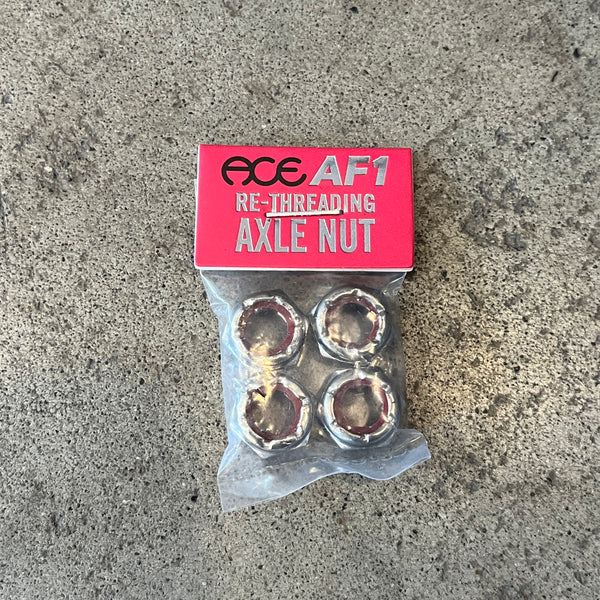 ACE AF1
RE-THREADING
AXLE NUT